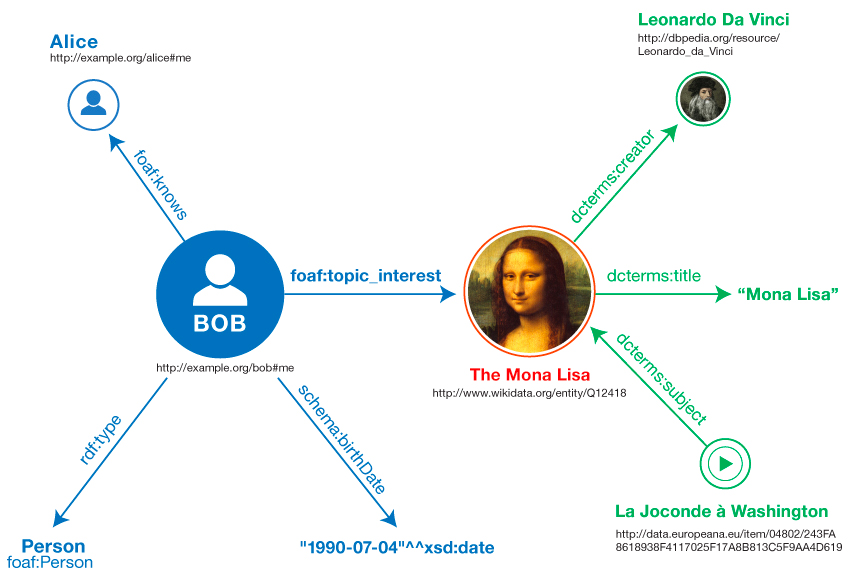 Alice
http://example.org/alice#me
Leonardo Da Vinci
http://dbpedia.org/resource/
Leonardo_da_Vinci
foaf:knows
dcterms:creator
foaf:topic_interest
dcterms:title
“Mona Lisa”
BOB
http://example.org/bob#me
The Mona Lisa
http://www.wikidata.org/entity/Q12418
dcterms:subject
rdf:type
schema:birthDate
La Joconde à Washington
http://data.europeana.eu/item/04802/243FA
8618938F4117025F17A8B813C5F9AA4D619
Person
foaf:Person
"1990-07-04"^^xsd:date